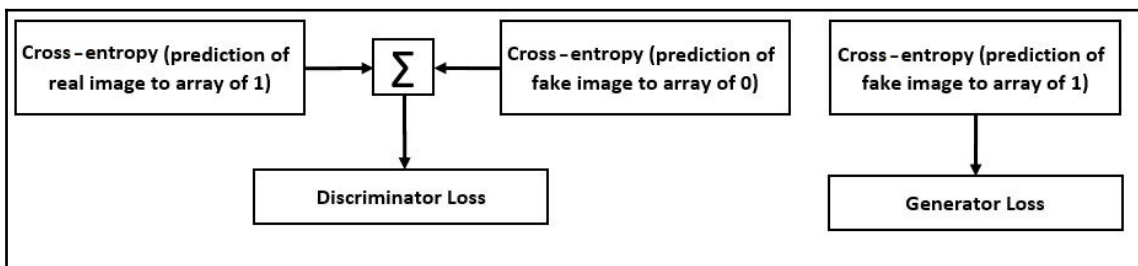 Cross-entropy (prediction of
real image to array of 1)
∑
Cross-entropy (prediction of
fake image to array of 0)
Cross-entropy (prediction of
fake image to array of 1)
Discriminator Loss
Generator Loss